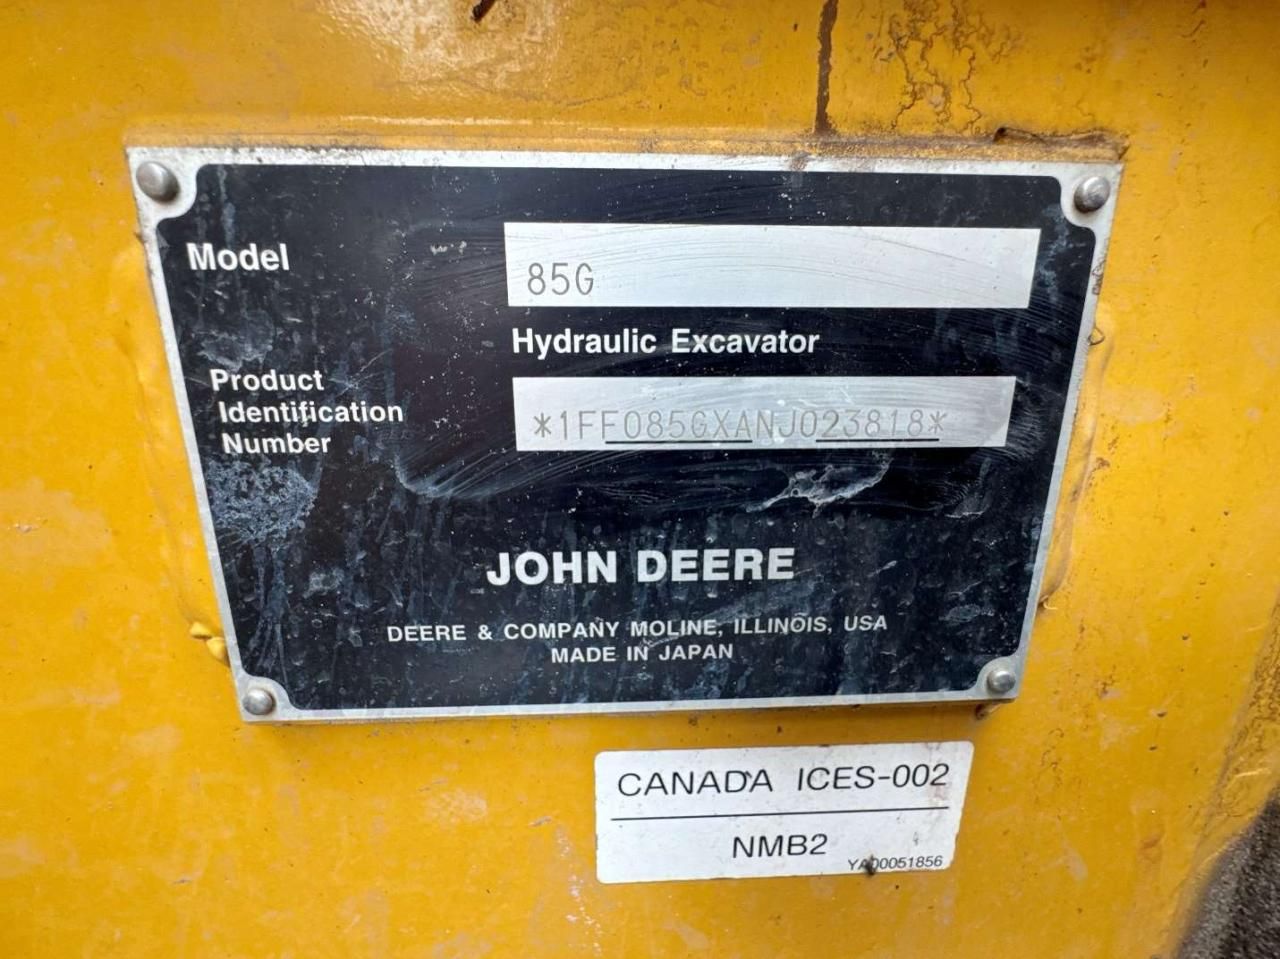 Model
85G
Hydraulic Excavator
Product
Identification
Number
*1FF085GXANJ023818*
JOHN DEERE
DEERE & COMPANY MOLINE, ILLINOIS, USA
MADE IN JAPAN
CANADA ICES-002
NMB2
YA00051856